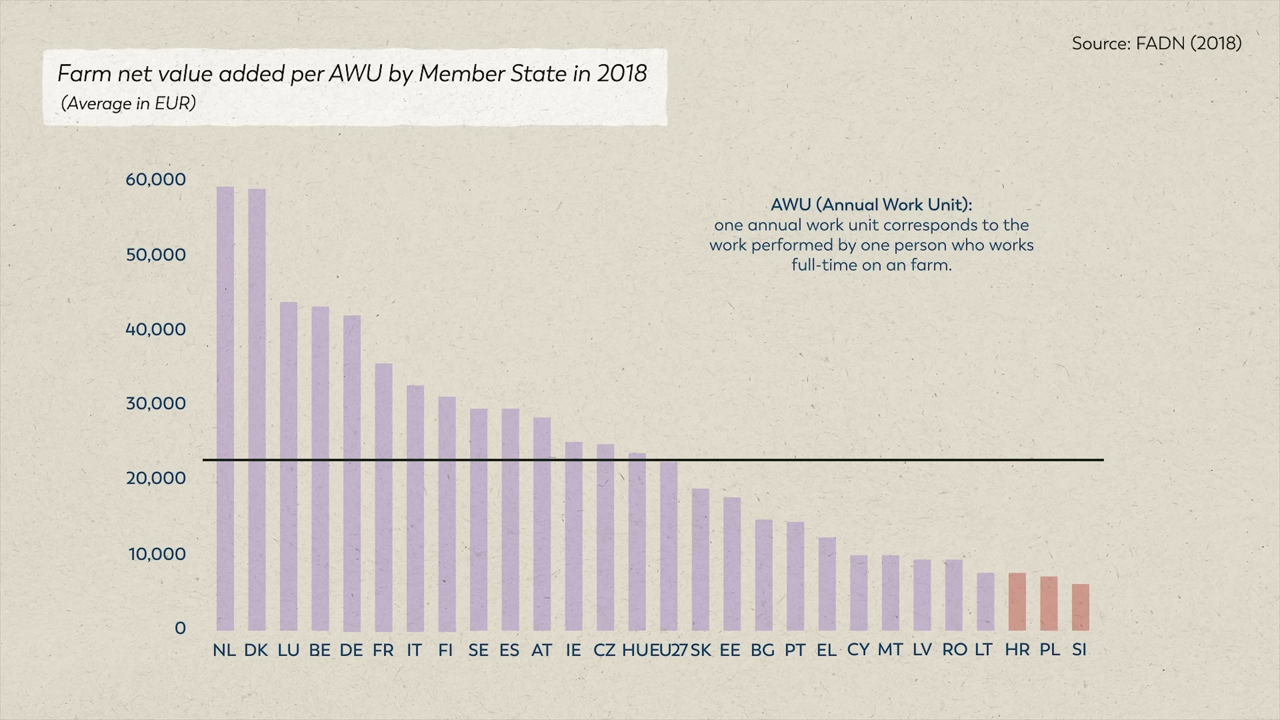 Source: FADN (2018)
Farm net value added per AWU by Member State in 2018
(Average in EUR)
60,000
AWU (Annual Work Unit):
one annual work unit corresponds to the
work performed by one person who works
full-time on an farm.
50,000
40,000
30,000
20,000
10,000
0
NL DK LU BE DE FR IT FI SE ES AT IE CZ HU EU27 SK EE BG PT EL CY MT LV RO LT HR PL SI